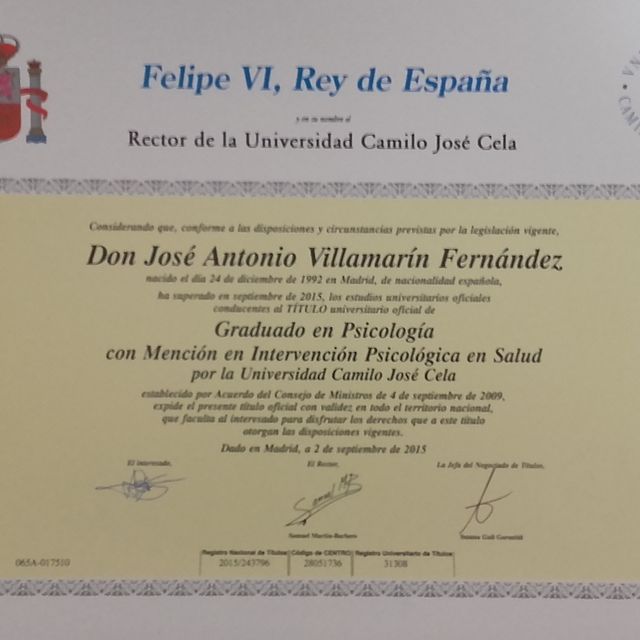 Felipe VI, Rey de España
y en su nombre el
Rector de la Universidad Camilo José Cela
Considerando que, conforme a las disposiciones y circunstancias previstas por la legislación vigente,
Don José Antonio Villamarín Fernández
nacido el día 24 de diciembre de 1992 en Madrid, de nacionalidad española,
ha superado en septiembre de 2015, los estudios universitarios oficiales
conducentes al TÍTULO universitario oficial de
Graduado en Psicología
con Mención en Intervención Psicológica en Salud
por la Universidad Camilo José Cela
establecido por Acuerdo del Consejo de Ministros de 4 de septiembre de 2009,
expide el presente título oficial con validez en todo el territorio nacional,
que faculta al interesado para disfrutar los derechos que a este título
otorgan las disposiciones vigentes.
Dado en Madrid, a 2 de septiembre de 2015
El interesado, El Rector, La Jefa del Negociado de Títulos,
Samuel Martín-Barbero
065A-017510
Registro Nacional de Títulos Código de CENTRO Registro Universitario de Títulos
2015/243796 28051736 31308